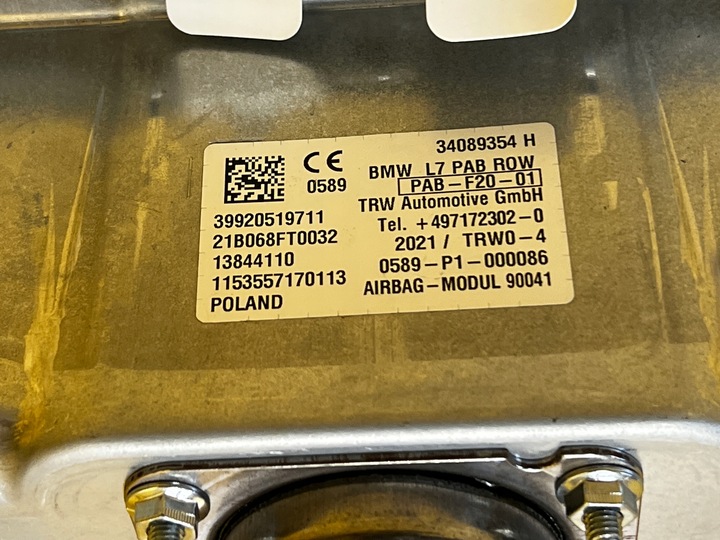 34089354 H
CE
0589
BMW L7 PAB ROW
PAB-F20-01
TRW Automotive GmbH
Tel. +497172302-0
2021/ TRW0-4
0589-P1-000086
AIRBAG-MODUL 90041
39920519711
21B068FT0032
13844110
1153557170113
POLAND